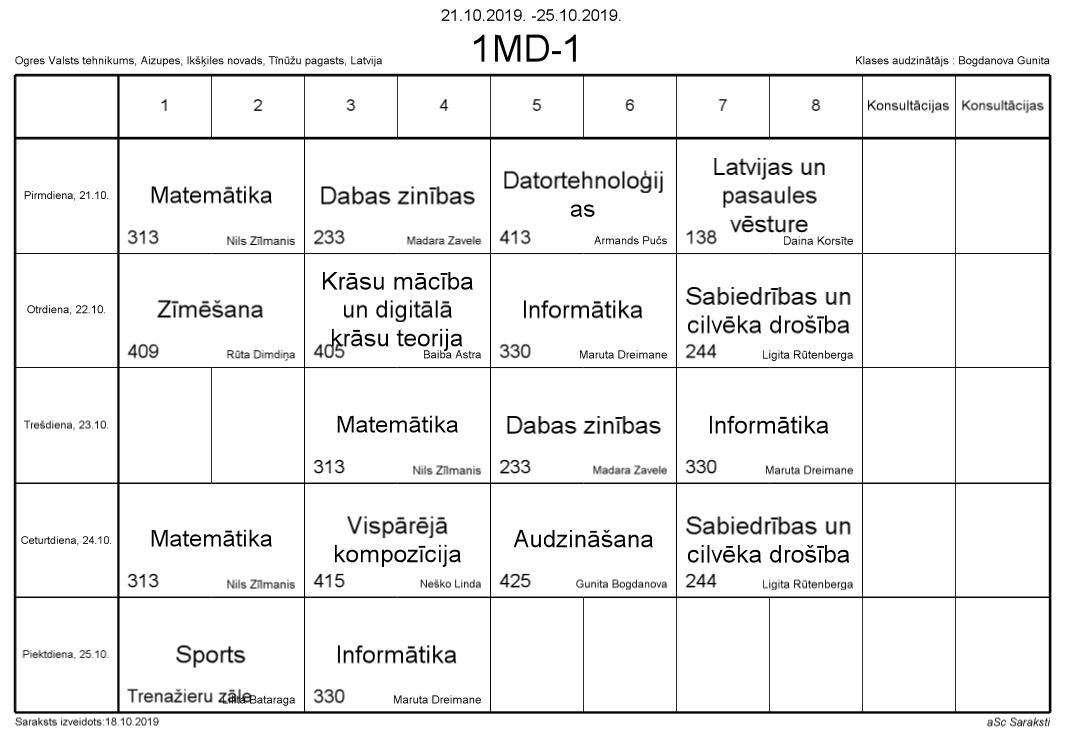 21.10.2019. -25.10.2019.
1MD-1
Ogres Valsts tehnikums, Aizupes, Ikšķiles novads, Tīnūžu pagasts, Latvija
Klases audzinātājs : Bogdanova Gunita
1 2 3 4 5 6 7 8 Konsultācijas Konsultācijas
Pirmdiena, 21.10.
Matemātika
313 Nils Zīlmanis
Dabas zinības
233 Madara Zavele
Datortehnoloģij
as
413 Armands Pučs
Latvijas un
pasaules
vēsture
138 Daina Korsīte
Otrdiena, 22.10.
Zīmēšana
409 Rūta Dimdiņa
Krāsu mācība
un digitālā
krāsu teorija
405 Baiba Astra
Informātika
330 Maruta Dreimane
Sabiedrības un
cilvēka drošība
244 Ligita Rūtenberga
Trešdiena, 23.10.
Matemātika
313 Nils Zīlmanis
Dabas zinības
233 Madara Zavele
Informātika
330 Maruta Dreimane
Ceturtdiena, 24.10.
Matemātika
313 Nils Zīlmanis
Vispārējā
kompozīcija
415 Neško Linda
Audzināšana
425 Gunita Bogdanova
Sabiedrības un
cilvēka drošība
244 Ligita Rūtenberga
Piektdiena, 25.10.
Sports
Trenažieru zāle Lilita Bataraga
Informātika
330 Maruta Dreimane
Saraksts izveidots:18.10.2019
aSc Saraksti